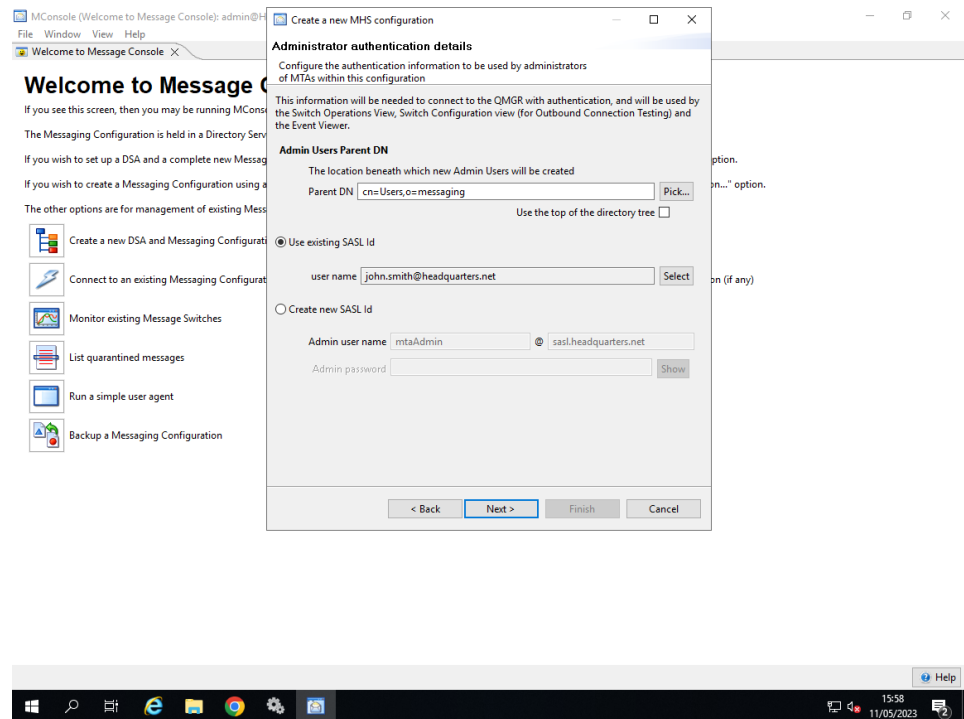 MConsole (Welcome to Message Console): admin@H
File Window View Help
Welcome to Message Console
Welcome to Message
If you see this screen, then you may be running
The Messaging Configuration is held in a Directory
If you wish to set up a DSA and a complete new
ption.
If you wish to create a Messaging Configuration using a
on..." option.
The other options are for management of existing
Create a new DSA and Messaging
Connect to an existing Messaging
on (if any)
Monitor existing Message Switches
List quarantined messages
Run a simple user agent
Backup a Messaging Configuration
Create a new MHS configuration
Administrator authentication details
Configure the authentication information to be used by administrators
of MTAs within this configuration
This information will be needed to connect to the QMGR with authentication, and will be used by
the Switch Operations View, Switch Configuration view (for Outbound Connection Testing) and
the Event Viewer.
Admin Users Parent DN
The location beneath which new Admin Users will be created
Parent DN cn=Users,o=messaging Pick...
Use the top of the directory tree
Use existing SASL Id
user name john.smith@headquarters.net Select
Create new SASL Id
Admin user name mtaAdmin @ sasl.headquarters.net
Admin password Show
< Back Next > Finish Cancel
Help
15:58
11/05/2023
2